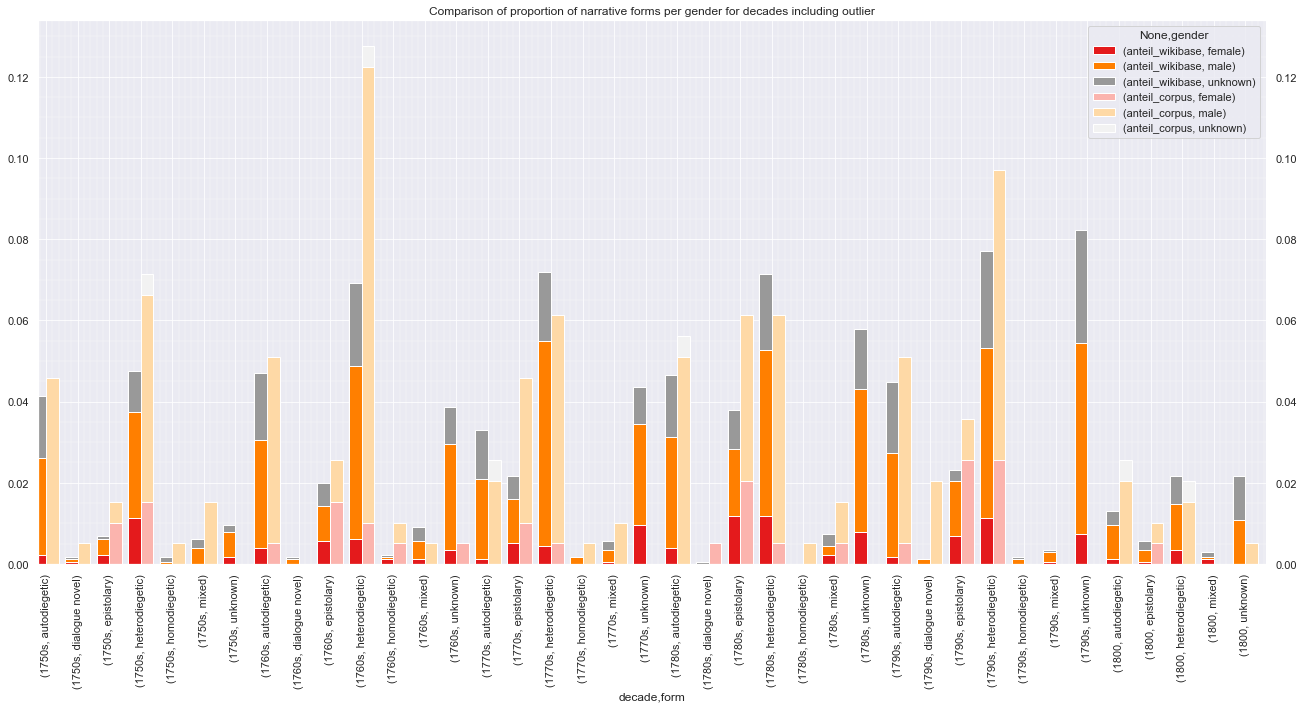 Comparison of proportion of narrative forms per gender for decades including outlier
None,gender
(anteil_wikibase, female)
(anteil_wikibase, male)
(anteil_wikibase, unknown)
(anteil_corpus, female)
(anteil_corpus, male)
(anteil_corpus, unknown)
0.12 0.12
0.10 0.10
0.08 0.08
0.06 0.06
0.04 0.04
0.02 0.02
0.00 0.00
(1750s, autodiegetic)
(1750s, dialogue novel)
(1750s, epistolary)
(1750s, heterodiegetic)
(1750s, homodiegetic)
(1750s, mixed)
(1750s, unknown)
(1760s, autodiegetic)
(1760s, dialogue novel)
(1760s, epistolary)
(1760s, heterodiegetic)
(1760s, homodiegetic)
(1760s, mixed)
(1760s, unknown)
(1770s, autodiegetic)
(1770s, epistolary)
(1770s, heterodiegetic)
(1770s, homodiegetic)
(1770s, mixed)
(1770s, unknown)
(1780s, autodiegetic)
(1780s, dialogue novel)
(1780s, epistolary)
(1780s, heterodiegetic)
(1780s, homodiegetic)
(1780s, mixed)
(1780s, unknown)
(1790s, autodiegetic)
(1790s, dialogue novel)
(1790s, epistolary)
(1790s, heterodiegetic)
(1790s, homodiegetic)
(1790s, mixed)
(1790s, unknown)
(1800, autodiegetic)
(1800, epistolary)
(1800, heterodiegetic)
(1800, mixed)
(1800, unknown)
decade,form